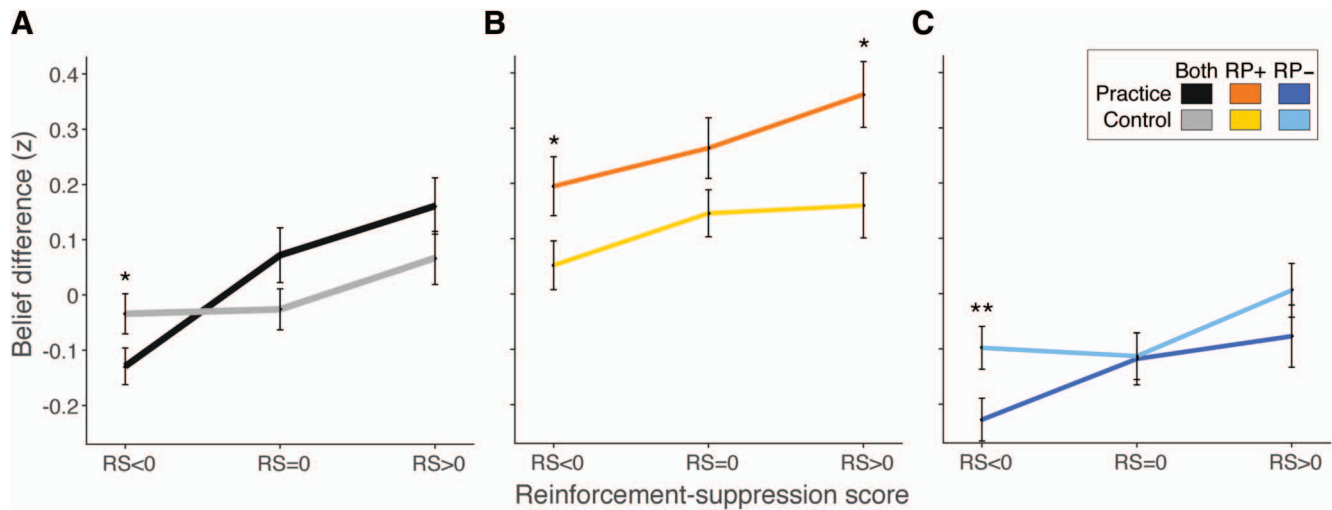 A
B
C
Both RP+ RP−
Practice
Control
Belief difference (z)
0.4
0.3
0.2
0.1
0
-0.1
-0.2
*
*
*
**
RS<0 RS=0 RS>0
RS<0 RS=0 RS>0
RS<0 RS=0 RS>0
Reinforcement-suppression score